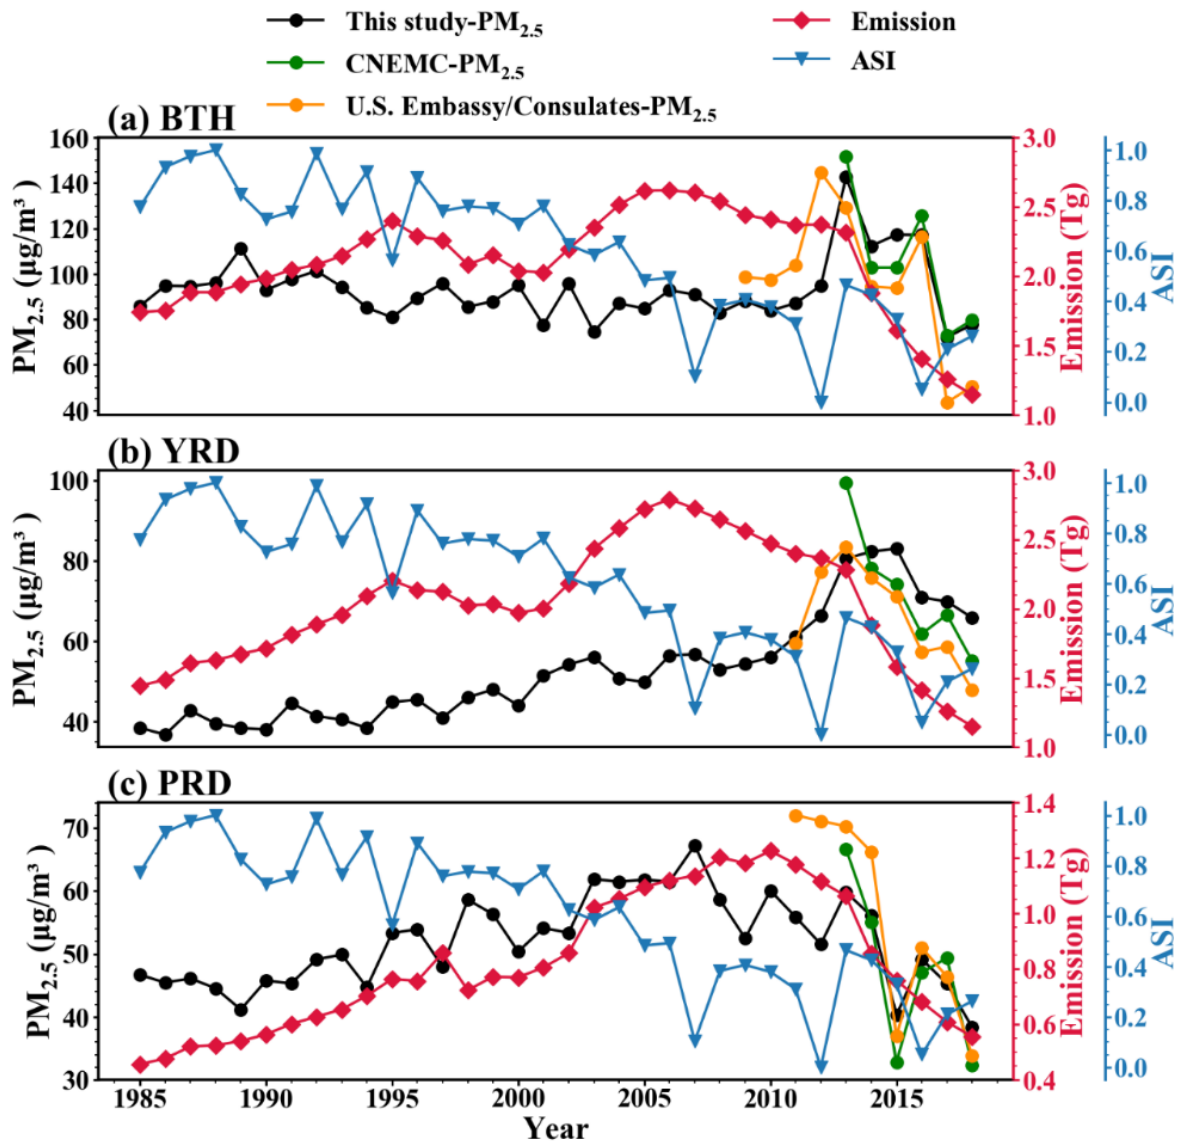 This study-PM2.5
Emission
CNEMC-PM2.5
ASI
U.S. Embassy/Consulates-PM2.5
(a) BTH
160
140
120
100
80
60
40
PM2.5 (μg/m³ )
3.0
2.5
2.0
1.5
1.0
Emission (Tg)
1.0
0.8
0.6
0.4
0.2
0.0
ASI
(b) YRD
100
80
60
40
PM2.5 (μg/m³ )
3.0
2.5
2.0
1.5
1.0
Emission (Tg)
1.0
0.8
0.6
0.4
0.2
0.0
ASI
(c) PRD
70
60
50
40
30
PM2.5 (μg/m³ )
1.4
1.2
1.0
0.8
0.6
0.4
Emission (Tg
1.0
0.8
0.6
0.4
0.2
0.0
ASI
1985 1990 1995 2000 2005 2010 2015
Year